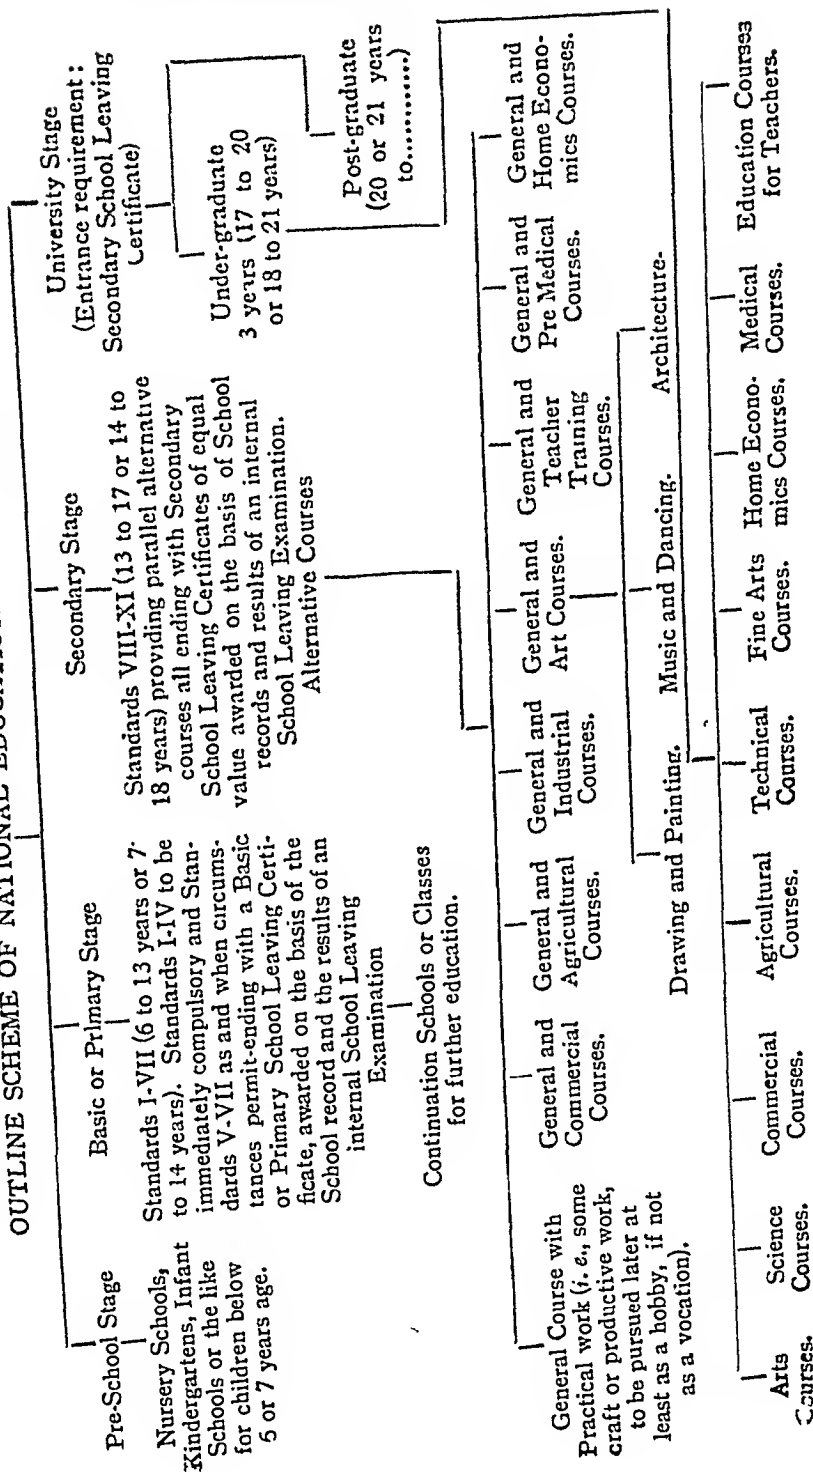 OUTLINE SCHEME OF NATIONAL
Pre-School Stage
Nursery Schools,
Kindergartens, Infant
Schools or the like
for children below
6 or 7 years age.
Basic or Primary Stage
Standards I-VII (6 to 13 years or 7-
to 14 years). Standards I-IV to be
immediately compulsory and Stan-
dards V-VII as and when circums-
tances permit-ending with a Basic
or Primary School Leaving Certi-
ficate, awarded on the basis of the
School record and the results of an
internal School Leaving
Examination
Continuation Schools or Classes
for further education.
Secondary Stage
Standards VIII-XI (13 to 17 or 14 to
18 years) providing parallel alternative
courses all ending with Secondary
School Leaving Certificates of equal
value awarded on the basis of School
records and results of an internal
School Leaving Examination.
Alternative Courses
University Stage
(Entrance requirement :
Secondary School Leaving
Certificate)
Under-graduate
3 years (17 to 20
or 18 to 21 years)
Post-graduate
(20 or 21 years
to............
General Course with
Practical work (i. e., some
craft or productive work,
to be pursued later at
least as a hobby, if not
as a vocation).
General and
Commercial
Courses.
General and
Agricultural
Courses.
General and
Industrial
Courses.
General and
Art Courses.
General and
Teacher
Training
Courses.
General and
Pre Medical
Courses.
General and
Home Econo-
mics Courses.
Drawing and Painting.
Music and Dancing.
Architecture-
Arts
Courses.
Science
Courses.
Commercial
Courses.
Agricultural
Courses.
Technical
Courses.
Fine Arts
Courses.
Home Econo-
mics Courses.
Medical
Courses.
Education Courses
for Teachers.